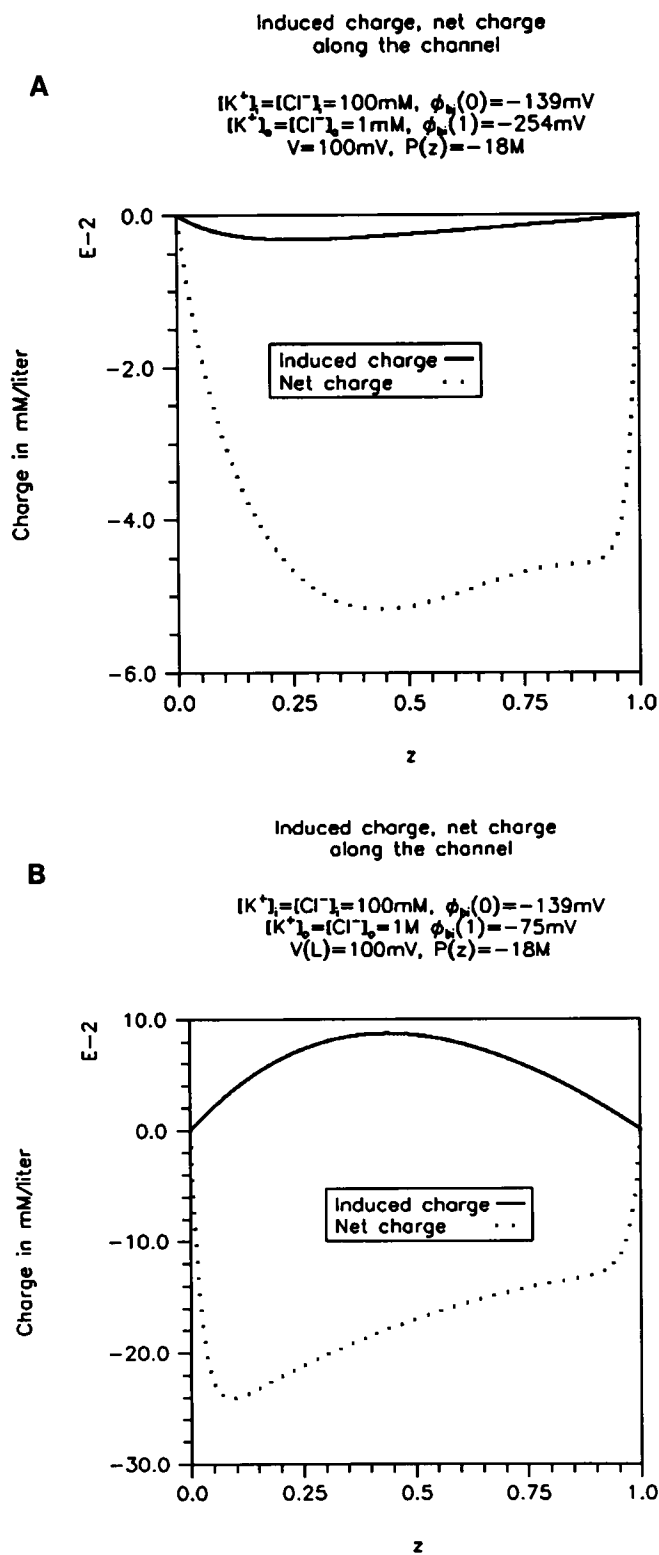 Induced charge, net charge
along the channel
A
[K⁺]ᵢ=[Cl⁻]ᵢ=100mM, ϕbi(0)=−139mV
[K⁺]ₒ=[Cl⁻]ₒ=1mM, ϕbi(1)=−254mV
V=100mV, P(z)=−18M
E−2
0.0
−2.0
−4.0
−6.0
Charge in mM/liter
Induced charge
Net charge
0.0 0.25 0.5 0.75 1.0
z
Induced charge, net charge
along the channel
B
[K⁺]ᵢ=[Cl⁻]ᵢ=100mM, ϕbi(0)=−139mV
[K⁺]ₒ=[Cl⁻]ₒ=1M ϕbi(1)=−75mV
V(L)=100mV, P(z)=−18M
E−2
10.0
0.0
−10.0
−20.0
−30.0
Charge in mM/liter
Induced charge
Net charge
0.0 0.25 0.5 0.75 1.0
z